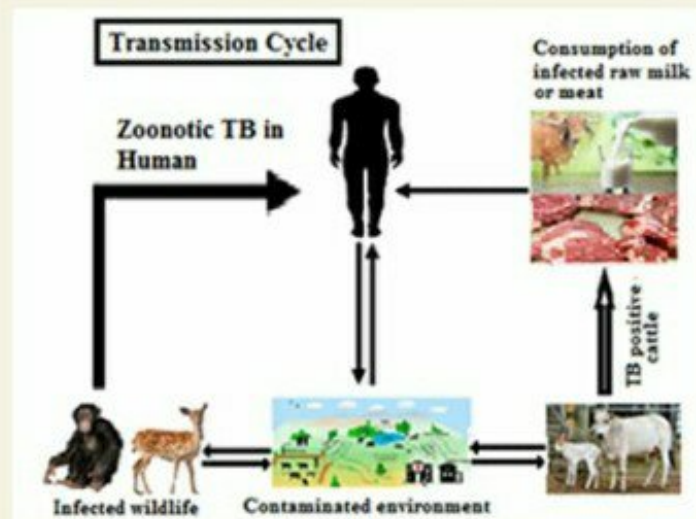 Transmission Cycle
Consumption of
infected raw milk
or meat
Zoonotic TB in
Human
TB positive
cattle
Infected wildlife
Contaminated environment